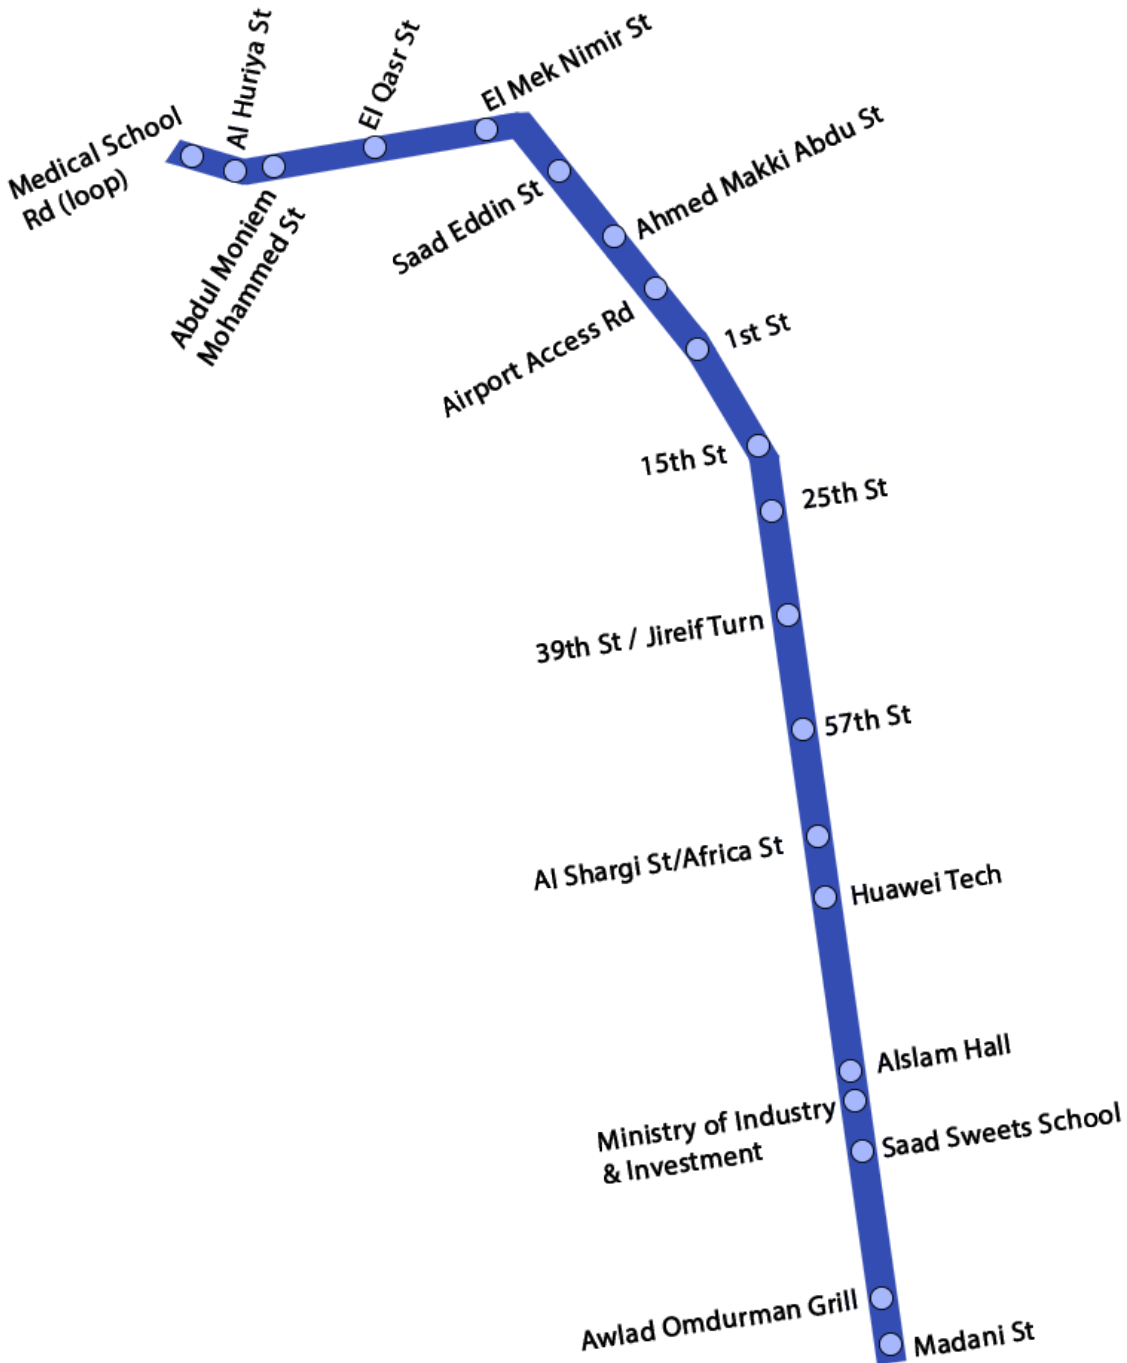 Medical School
Rd (loop)
Al Huriya St
Abdul Moniem
Mohammed St
El Qasr St
El Mek Nimir St
Saad Eddin St
Ahmed Makki Abdu St
Airport Access Rd
1st St
15th St
25th St
39th St / Jireif Turn
57th St
Al Shargi St/Africa St
Huawei Tech
Alslam Hall
Ministry of Industry
& Investment
Saad Sweets School
Awlad Omdurman Grill
Madani St